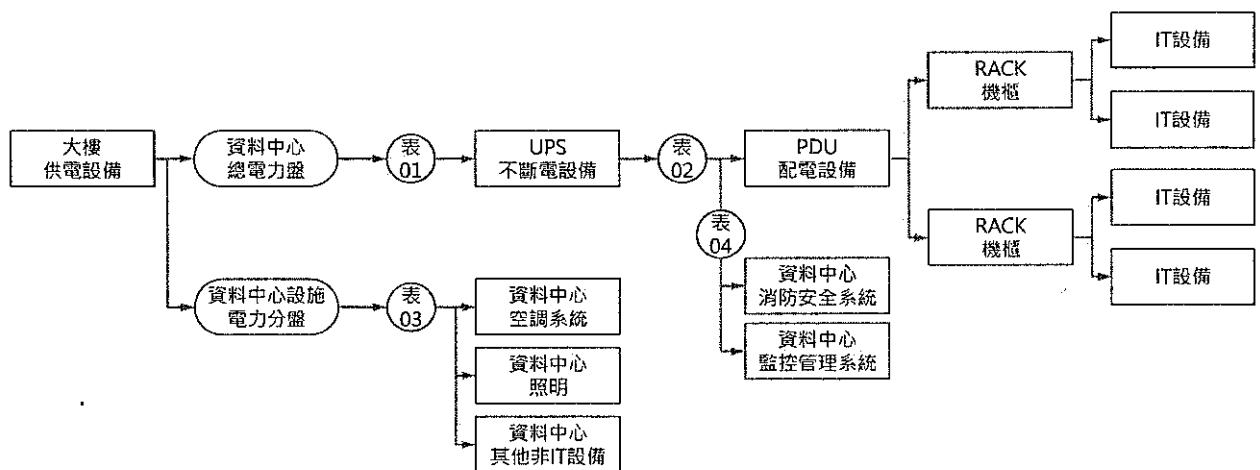 大樓
供電設備
資料中心
總電力盤
表
01
UPS
不斷電設備
表
02
PDU
配電設備
RACK
機櫃
IT設備
IT設備
RACK
機櫃
IT設備
IT設備
表
04
資料中心
消防安全系統
資料中心
監控管理系統
資料中心設施
電力分盤
表
03
資料中心
空調系統
資料中心
照明
資料中心
其他非IT設備